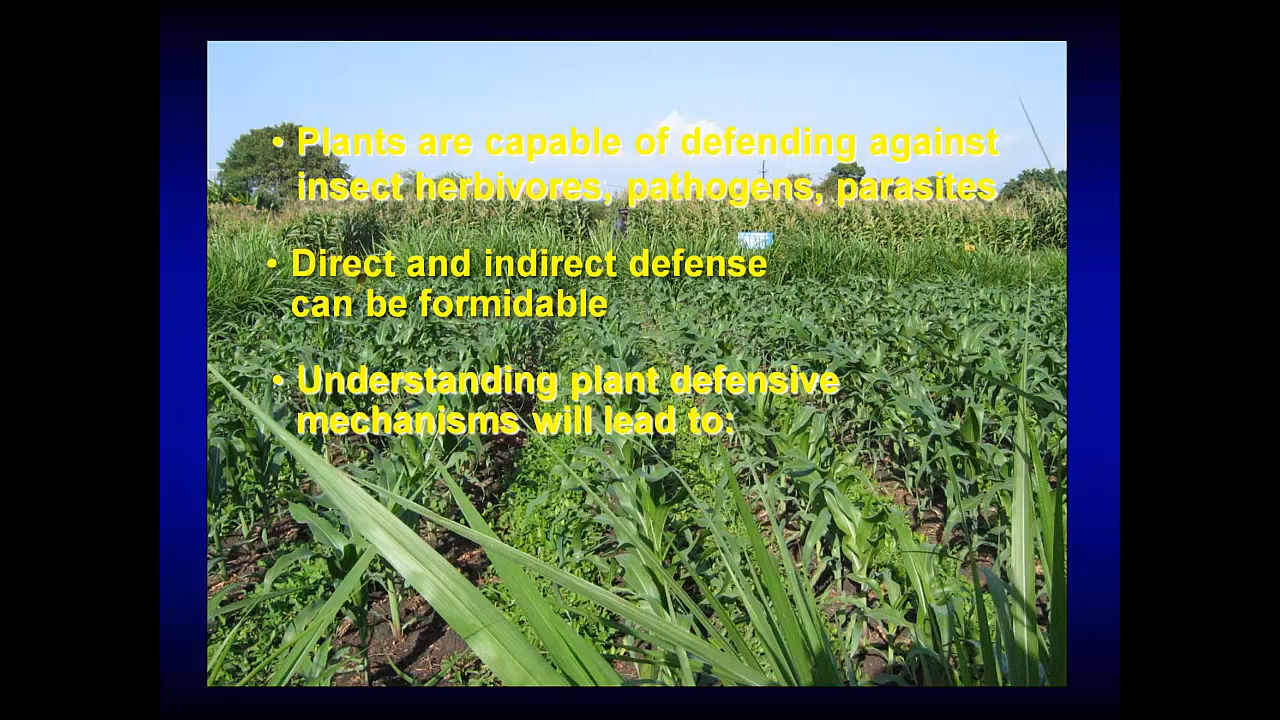 • Plants are capable of defending against
insect herbivores, pathogens, parasites
• Direct and indirect defense
can be formidable
• Understanding plant defensive
mechanisms will lead to: